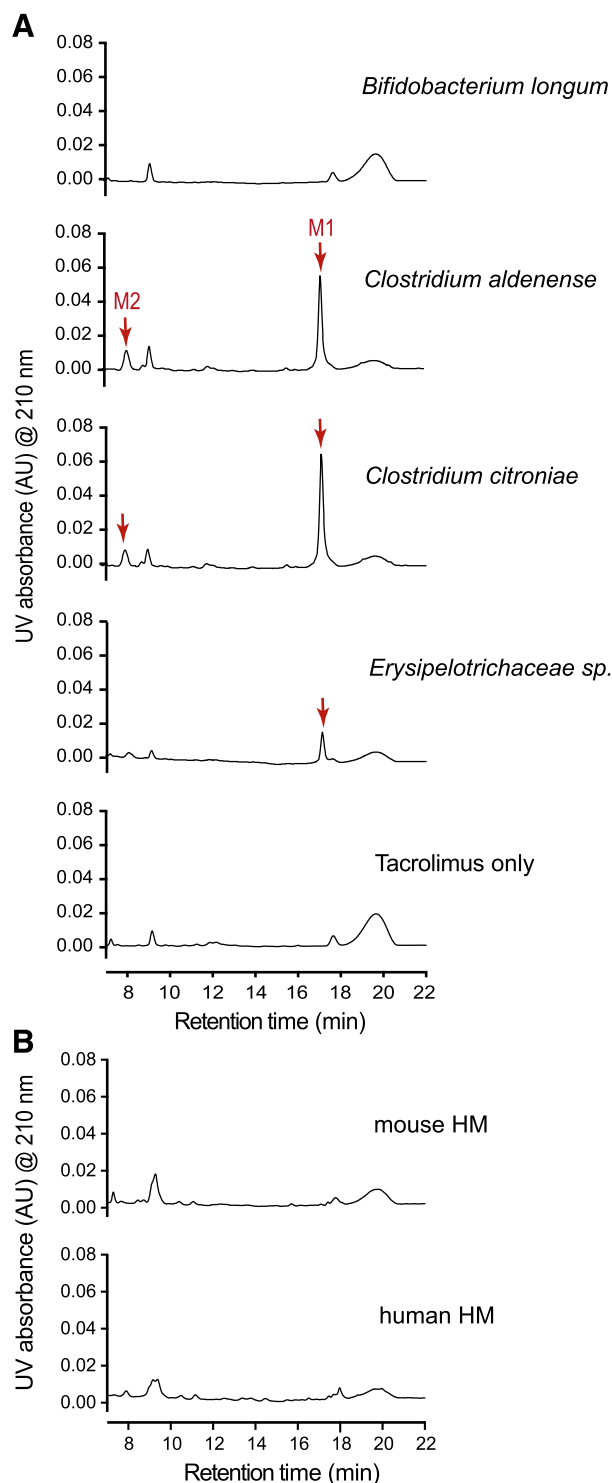 A
0.08
0.06
0.04
0.02
0.00
Bifidobacterium longum
0.08
0.06
0.04
0.02
0.00
M2
M1
Clostridium aldenense
0.08
0.06
0.04
0.02
0.00
Clostridium citroniae
UV absorbance (AU) @ 210 nm
0.08
0.06
0.04
0.02
0.00
Erysipelotrichaceae sp.
0.08
0.06
0.04
0.02
0.00
Tacrolimus only
8 10 12 14 16 18 20 22
Retention time (min)
B
0.08
0.06
0.04
0.02
0.00
mouse HM
UV absorbance (AU) @ 210 nm
0.08
0.06
0.04
0.02
0.00
human HM
8 10 12 14 16 18 20 22
Retention time (min)